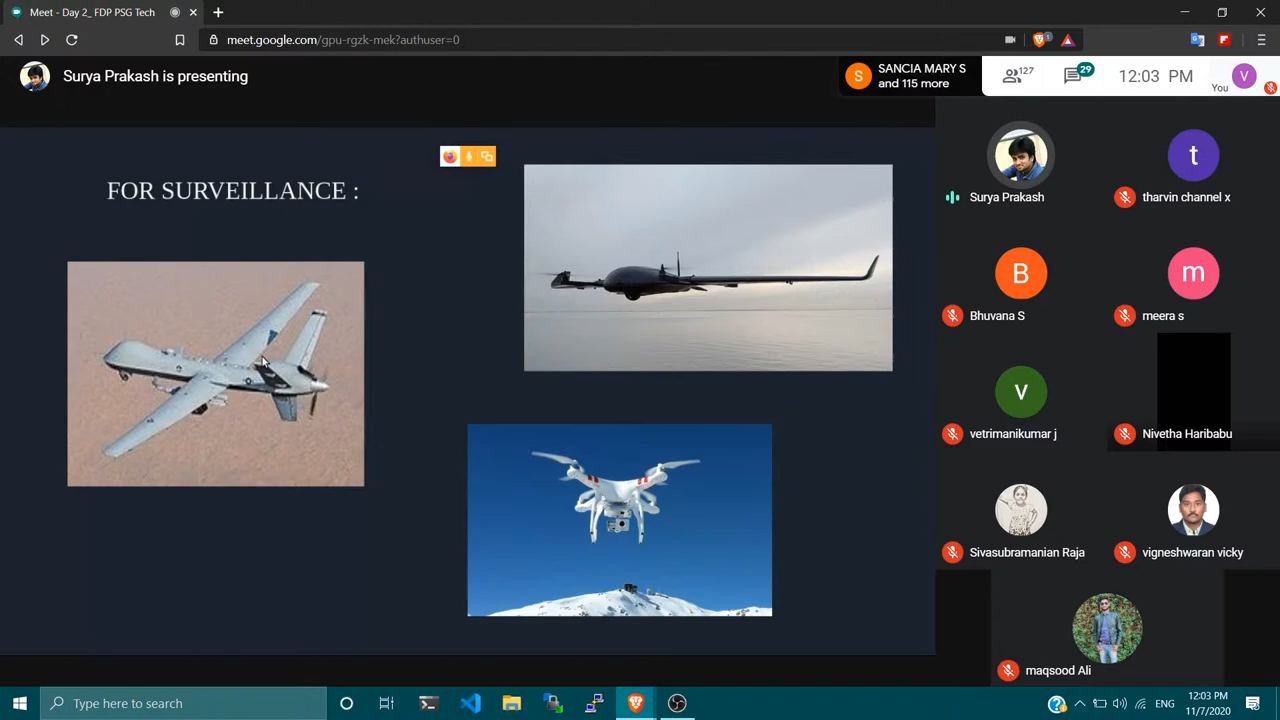 Meet - Day 2_ FDP PSG Tech
meet.google.com/gpu-rgzk-mek?authuser=0
1
Surya Prakash is presenting
S
SANCIA MARY S
and 115 more
127
29
12:03 PM
You
V
FOR SURVEILLANCE :
t
Surya Prakash
tharvin channel x
B
m
Bhuvana S
meera s
v
vetrimanikumar j
Nivetha Haribabu
Sivasubramanian Raja
vigneshwaran vicky
maqsood Ali
Type here to search
ENG
12:03 PM
11/7/2020